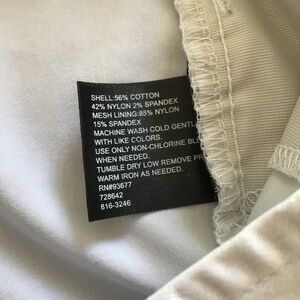 SHELL:56% COTTON
42% NYLON 2% SPANDEX
MESH LINING:85% NYLON
15% SPANDEX
MACHINE WASH COLD GENTL
WITH LIKE COLORS.
USE ONLY NON-CHLORINE BL
WHEN NEEDED.
TUMBLE DRY LOW REMOVE PR
WARM IRON AS NEEDED.
RN#93677
728642
816-3246